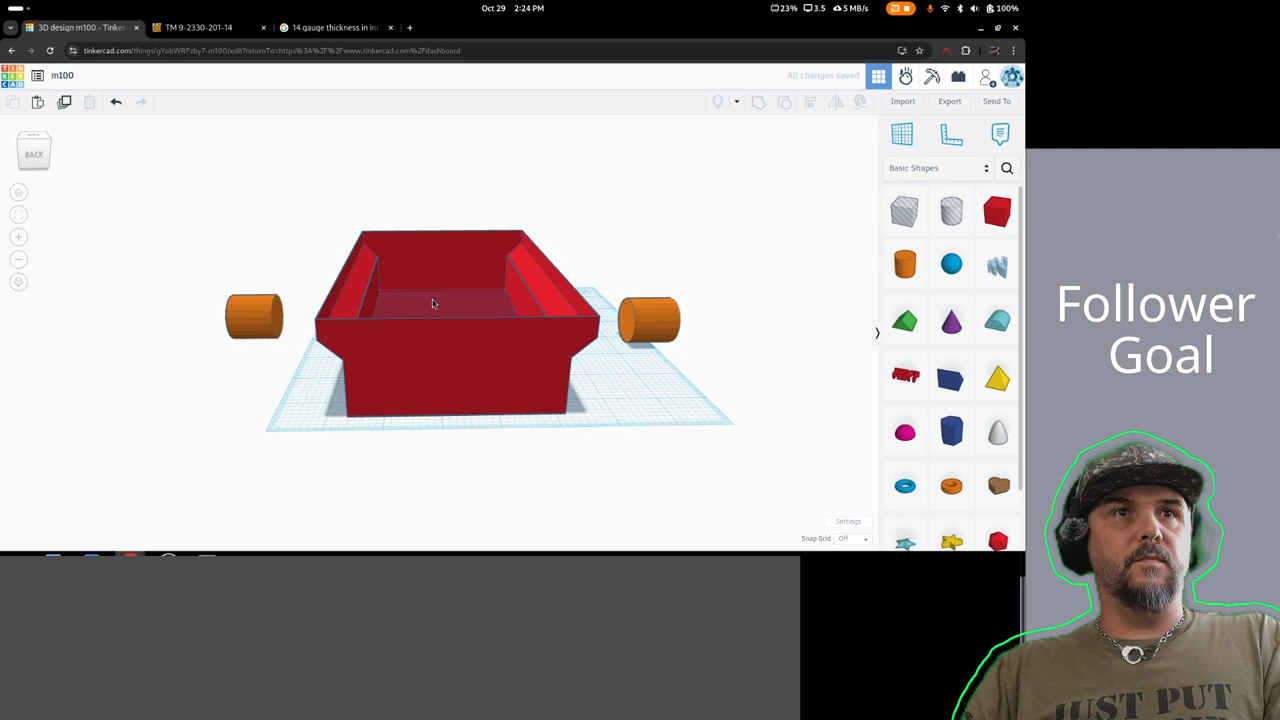 Oct 29 2:24 PM
23% 3.5 5 MB/s 100%
3D design m100 - Tinker
TM 9-2330-201-14
14 gauge thickness in inc
tinkercad.com/things/gYobWRFzby7-m100/edit?returnTo=https%3A%2F%2Fwww.tinkercad.com%2Fdashboard
TIN
KER
CAD
m100
All changes saved
Import
Export
Send To
BACK
Basic Shapes
Settings
Snap Grid
Off
Follower
Goal
JUST PUT